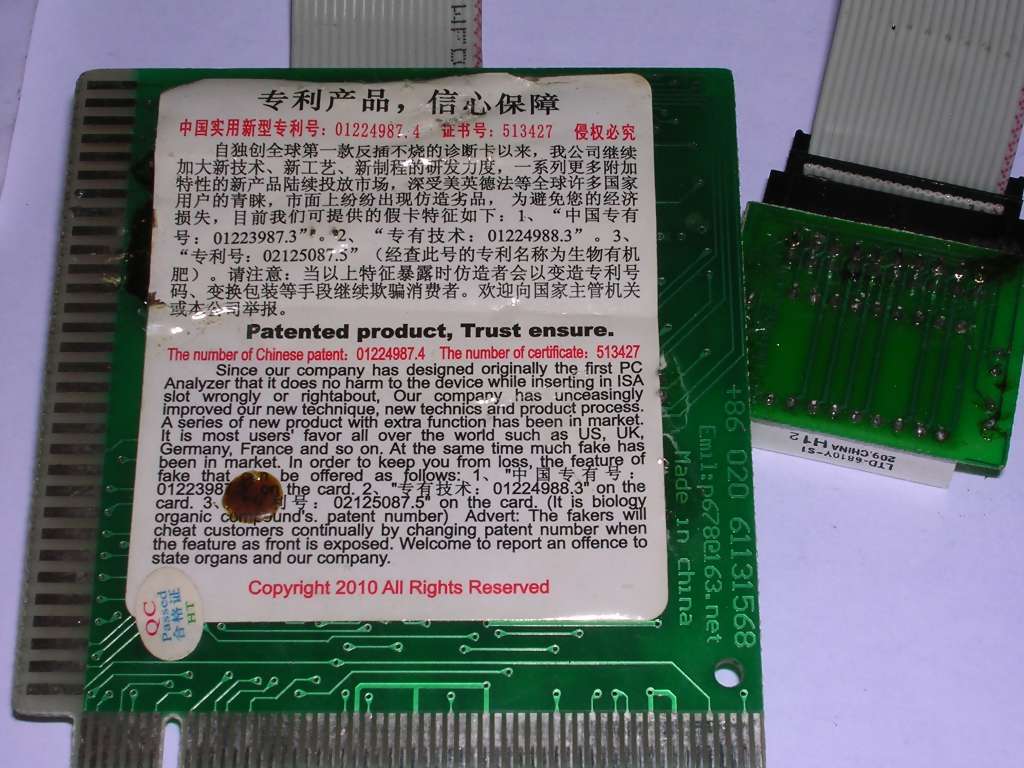 专利产品，信心保障
中国实用新型专利号：01224987.4 证书号：513427 侵权必究
自独创全球第一款反插不烧的诊断卡以来，我公司继续
加大新技术、新工艺、新制程的研发力度，一系列更多附加
特性的新产品陆续投放市场，深受美英德法等全球许多国家
用户的青睐，市面上纷纷出现仿造劣品，为避免您的经济
损失，目前我们可提供的假卡特征如下：1、“中国专有
号：01223987.3”。2、“专有技术：01224988.3”。3、
“专利号：02125087.5”（经查此号的专利名称为生物有机
肥）。请注意：当以上特征暴露时仿造者会以变造专利号
码、变换包装等手段继续欺骗消费者。欢迎向国家主管机关
或本公司举报。
Patented product, Trust ensure.
The number of Chinese patent: 01224987.4 The number of certificate: 513427
Since our company has designed originally the first PC
Analyzer that it does no harm to the device while inserting in ISA
slot wrongly or rightabout, Our company has unceasingly
improved our new technique, new technics and product process.
A series of new product with extra function has been in market.
It is most users' favor all over the world such as US, UK,
Germany, France and so on. At the same time much fake has
been in market. In order to keep you from loss, the feature of
fake that be offered as follows: 1、"中国专有号:
0122398 on the card. 2、"专有技术: 01224988.3" on the
card. 3、 号: 02125087.5" on the card. (It is biology
organic compound's. patent number) Advert: The fakers will
cheat customers continually by changing patent number when
the feature as front is exposed. Welcome to report an offence to
state organs and our company.
Copyright 2010 All Rights Reserved
QC
Passed
合格证
HT
+86 020 61131568
Emil:p678@163.net
Made in china
LTD-6810Y-S1
209.CHINA H12